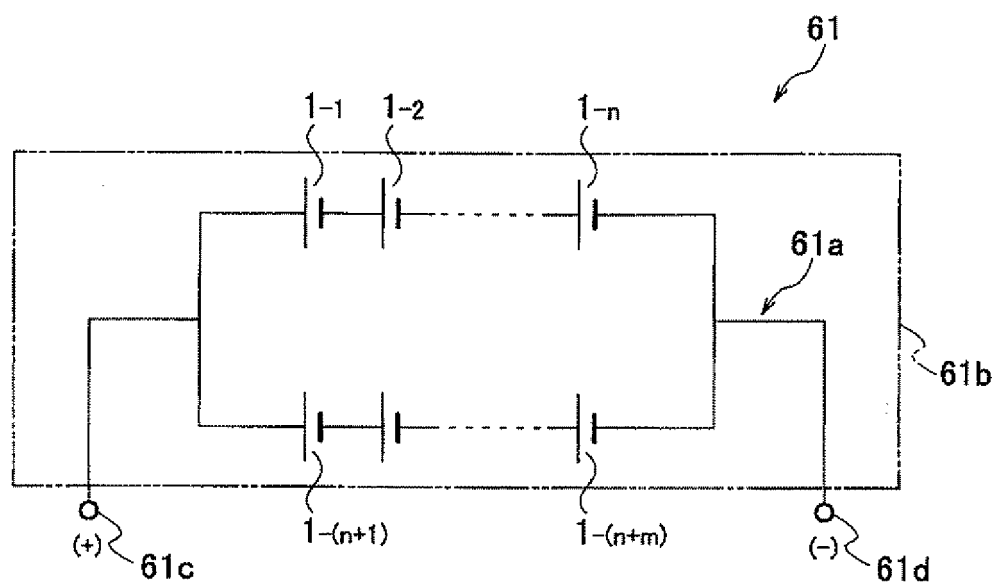 61
1-1
1-2
1-n
61a
61b
1-(n+1)
1-(n+m)
(+)
61c
(-)
61d